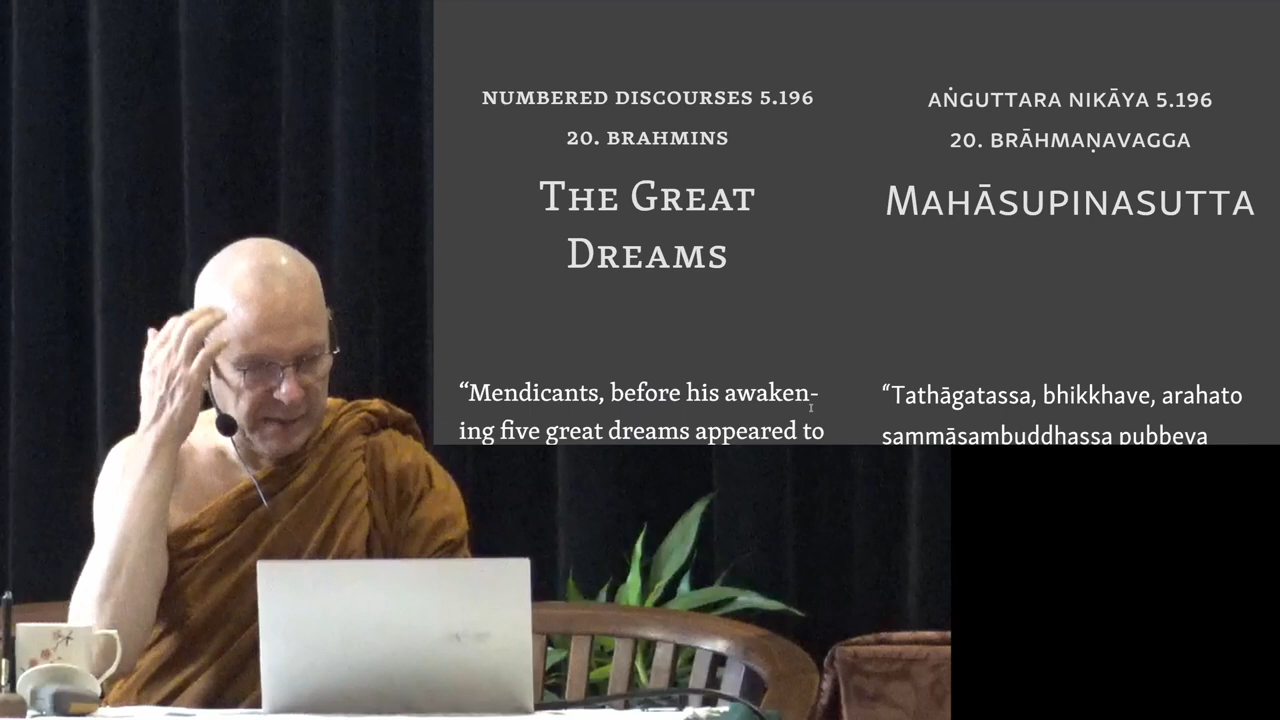 NUMBERED DISCOURSES 5.196
20. BRAHMINS
THE GREAT
DREAMS
“Mendicants, before his awaken-
ing five great dreams appeared to
AṄGUTTARA NIKĀYA 5.196
20. BRĀHMAṆAVAGGA
MAHĀSUPINASUTTA
“Tathāgatassa, bhikkhave, arahato
sammāsambuddhassa pubbeva